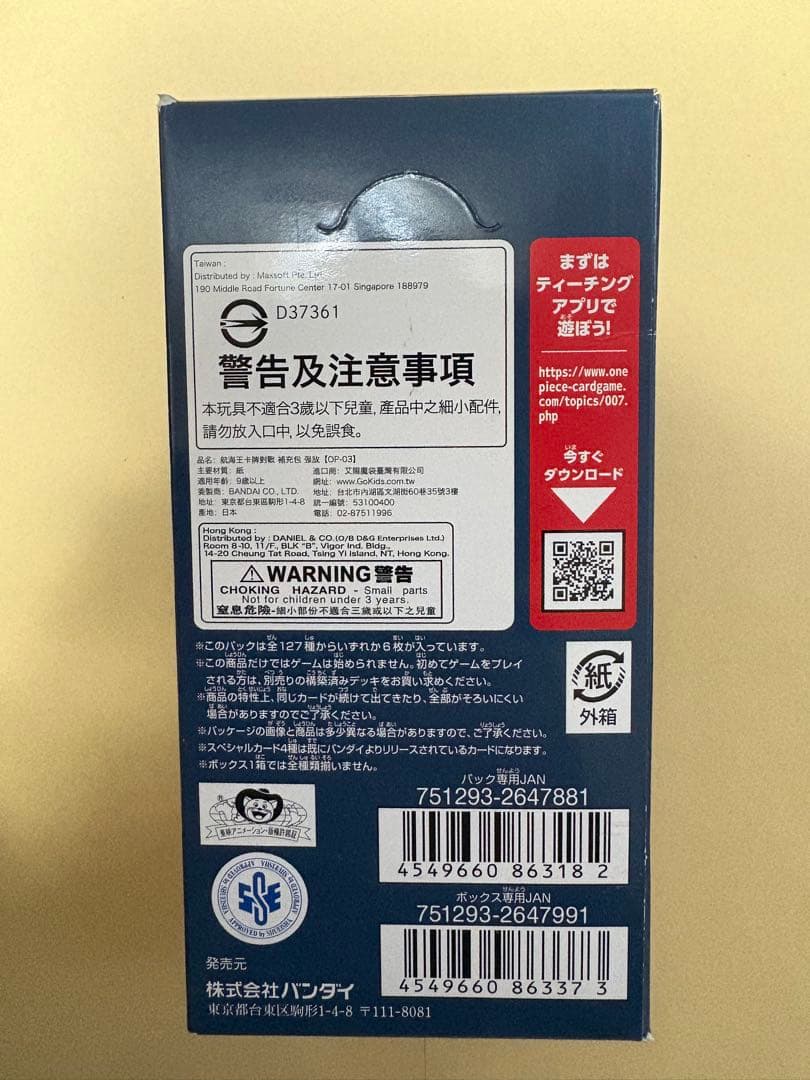 Taiwan :
Distributed by : Maxsoft Pte. Ltd
190 Middle Road Fortune Center 17-01 Singapore 188979
D37361
警告及注意事項
本玩具不適合3歲以下兒童, 產品中之細小配件,
請勿放入口中, 以免誤食。
品名: 航海王卡牌對戰 補充包 強敵【OP-03】
主要材質: 紙 進口商: 艾賜魔袋臺灣有限公司
適用年齡: 9歲以上 網址: www.GoKids.com.tw
委製商: BANDAI CO., LTD. 地址: 台北市內湖區文湖街60巷35號3樓
地址: 東京都台東區駒形1-4-8 統一編號: 53100400
產地: 日本 電話: 02-87511996
Hong Kong :
Distributed by : DANIEL & CO.(O/B D&G Enterprises Ltd.)
Room 8-10, 11/F., BLK "B", Vigor Ind. Bldg.,
14-20 Cheung Tat Road, Tsing Yi Island, NT, Hong Kong.
⚠WARNING 警告
CHOKING HAZARD - Small parts
Not for children under 3 years.
窒息危險-細小部份不適合三歲或以下之兒童
まずは
ティーチング
アプリで
遊ぼう!
https://www.one
piece-cardgame.
com/topics/007.
php
今すぐ
ダウンロード
紙
外箱
※このパックは全127種からいずれか6枚が入っています。
※この商品だけではゲームは始められません。初めてゲームをプレイ
される方は、別売りの構築済みデッキをお買い求めください。
※商品の特性上、同じカードが続けて出てきたり、全部がそろいにくい
場合がありますのでご了承ください。
※パッケージの画像と商品は多少異なる場合がありますので、ご了承ください。
※スペシャルカード4種は既にバンダイよりリリースされているカードになります。
※ボックス1箱では全種類揃いません。
パック専用JAN
751293-2647881
4549660 863182
ボックス専用JAN
751293-2647991
4549660 863373
東映アニメーション・版権許諾証
APPROVED by SHUEISHA
発売元
株式会社バンダイ
東京都台東区駒形1-4-8 〒111-8081